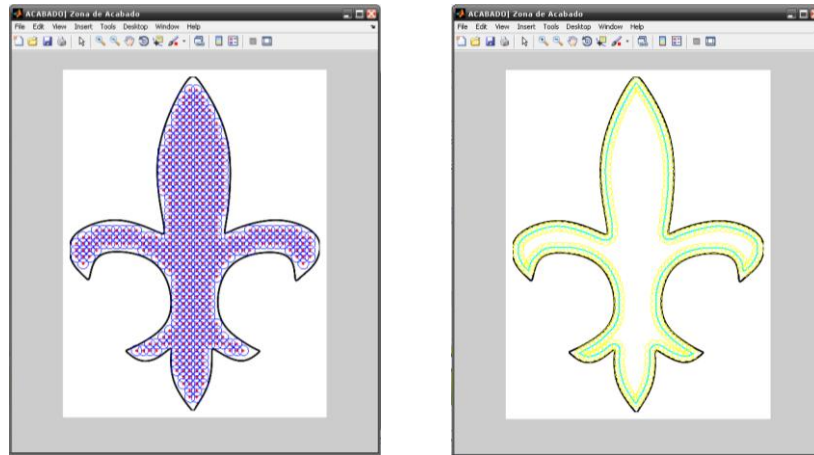 ACABADO] Zona de Acabado
File Edit View Insert Tools Desktop Window Help
ACABADO] Zona de Acabado
File Edit View Insert Tools Desktop Window Help